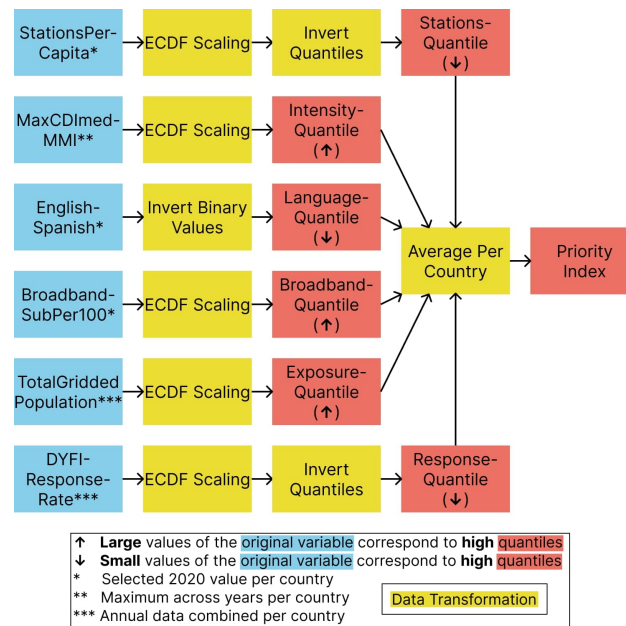 StationsPer-
Capita*
ECDF Scaling
Invert
Quantiles
Stations-
Quantile
(↓)
MaxCDImed-
MMI**
ECDF Scaling
Intensity-
Quantile
(↑)
English-
Spanish*
Invert Binary
Values
Language-
Quantile
(↓)
Average Per
Country
Priority
Index
Broadband-
SubPer100*
ECDF Scaling
Broadband-
Quantile
(↑)
TotalGridded
Population***
ECDF Scaling
Exposure-
Quantile
(↑)
DYFI-
Response-
Rate***
ECDF Scaling
Invert
Quantiles
Response-
Quantile
(↓)
↑ Large values of the original variable correspond to high quantiles
↓ Small values of the original variable correspond to high quantiles
* Selected 2020 value per country
** Maximum across years per country
*** Annual data combined per country
Data Transformation